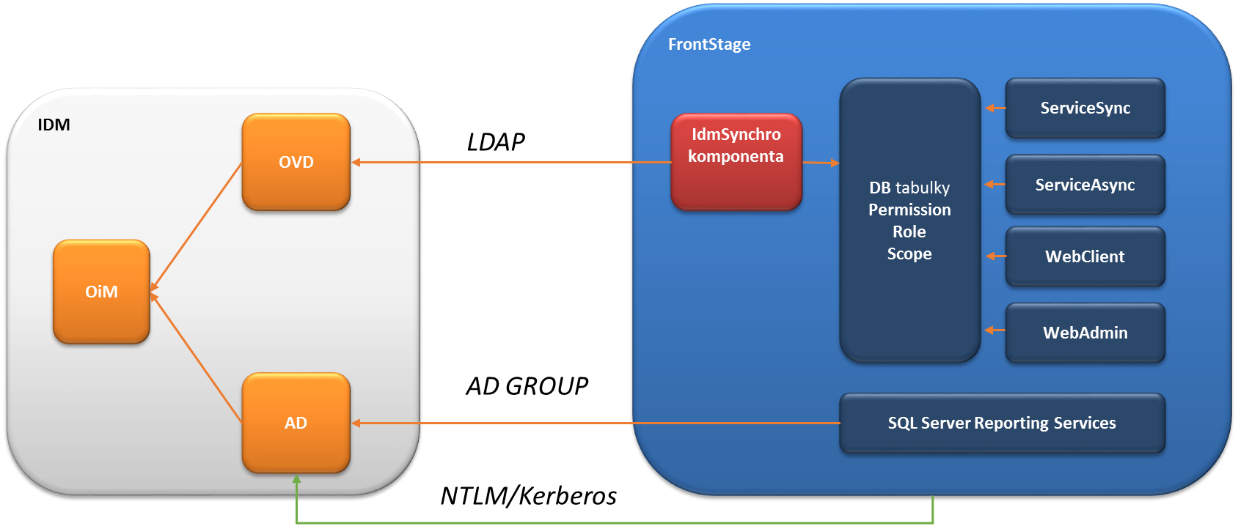 FrontStage
IDM
OVD
LDAP
IdmSynchro
komponenta
ServiceSync
ServiceAsync
DB tabulky
Permission
Role
Scope
WebClient
OiM
WebAdmin
AD GROUP
AD
SQL Server Reporting Services
NTLM/Kerberos